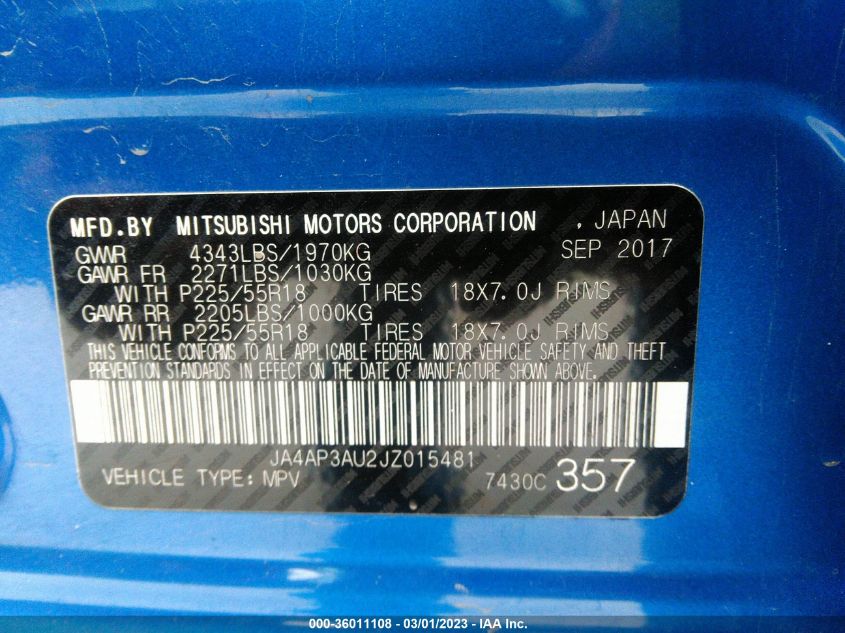 MFD.BY MITSUBISHI MOTORS CORPORATION , JAPAN
GVWR 4343LBS/1970KG SEP 2017
GAWR FR 2271LBS/1030KG
WITH P225/55R18 TIRES 18X7.0J RIMS
GAWR RR 2205LBS/1000KG
WITH P225/55R18 TIRES 18X7.0J RIMS
THIS VEHICLE CONFORMS TO ALL APPLICABLE FEDERAL MOTOR VEHICLE SAFETY AND THEFT
PREVENTION STANDARDS IN EFFECT ON THE DATE OF MANUFACTURE SHOWN ABOVE.
JA4AP3AU2JZ015481
VEHICLE TYPE: MPV 7430C 357
000-36011108 - 03/01/2023 - © IAA Inc.